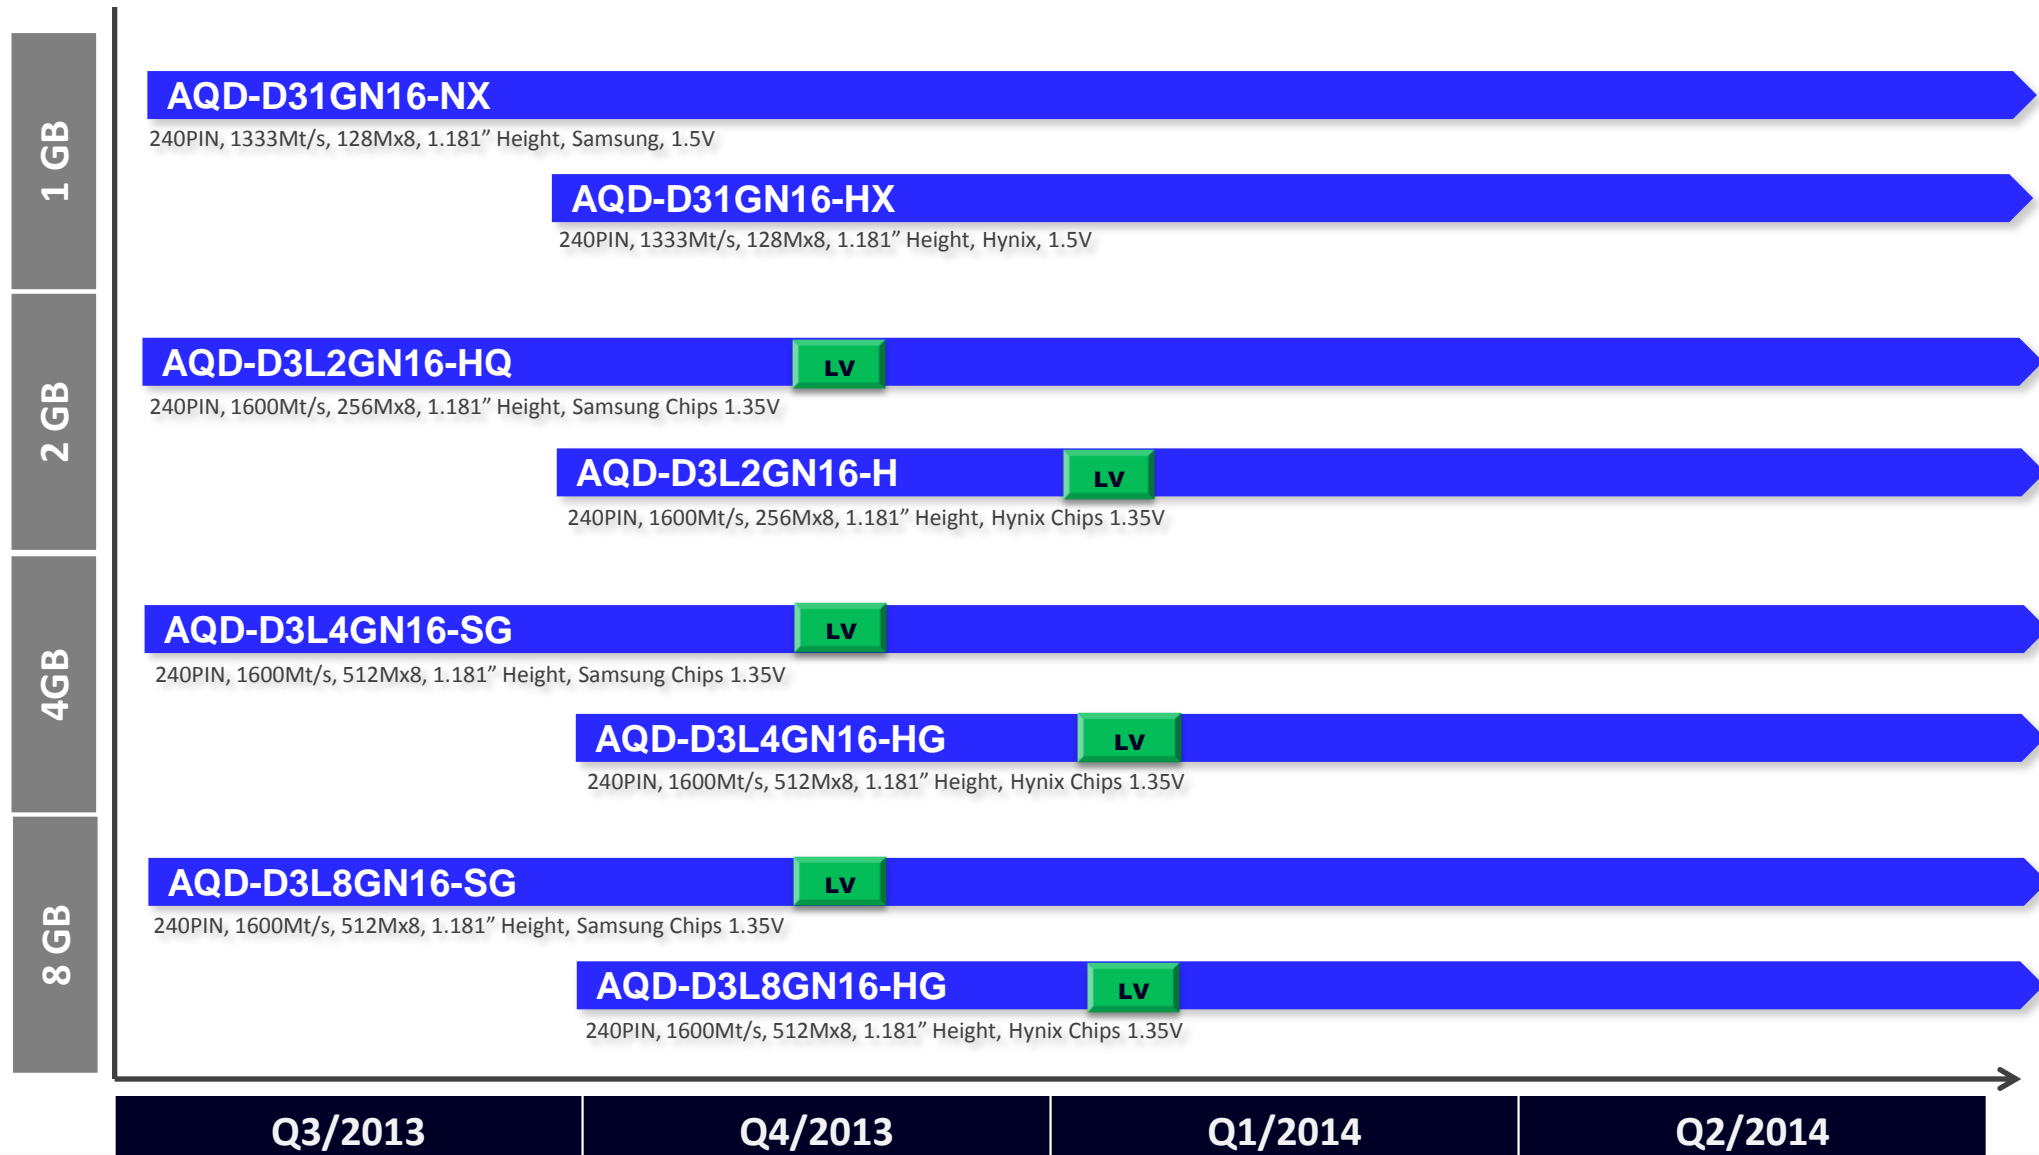 1 GB
AQD-D31GN16-NX
240PIN, 1333Mt/s, 128Mx8, 1.181” Height, Samsung, 1.5V
AQD-D31GN16-HX
240PIN, 1333Mt/s, 128Mx8, 1.181” Height, Hynix, 1.5V
2 GB
AQD-D3L2GN16-HQ
LV
240PIN, 1600Mt/s, 256Mx8, 1.181” Height, Samsung Chips 1.35V
AQD-D3L2GN16-H
LV
240PIN, 1600Mt/s, 256Mx8, 1.181” Height, Hynix Chips 1.35V
4GB
AQD-D3L4GN16-SG
LV
240PIN, 1600Mt/s, 512Mx8, 1.181” Height, Samsung Chips 1.35V
AQD-D3L4GN16-HG
LV
240PIN, 1600Mt/s, 512Mx8, 1.181” Height, Hynix Chips 1.35V
8 GB
AQD-D3L8GN16-SG
LV
240PIN, 1600Mt/s, 512Mx8, 1.181” Height, Samsung Chips 1.35V
AQD-D3L8GN16-HG
LV
240PIN, 1600Mt/s, 512Mx8, 1.181” Height, Hynix Chips 1.35V
Q3/2013
Q4/2013
Q1/2014
Q2/2014